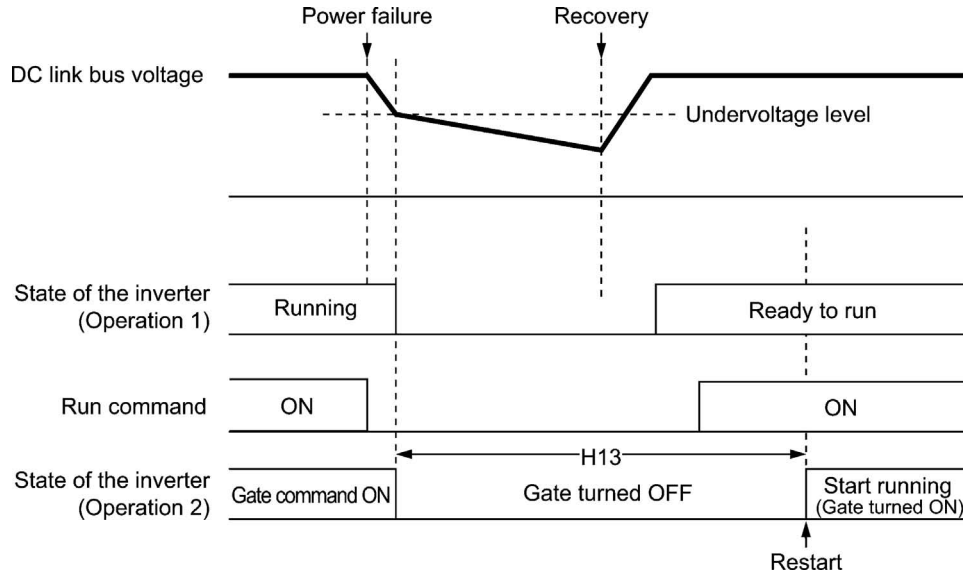 Power failure
Recovery
DC link bus voltage
Undervoltage level
State of the inverter
(Operation 1)
Running
Ready to run
Run command
ON
ON
H13
State of the inverter
(Operation 2)
Gate command ON
Gate turned OFF
Start running
(Gate turned ON)
Restart